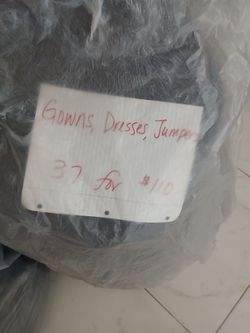 Gowns, Dresses, Jumpers
37 for $110